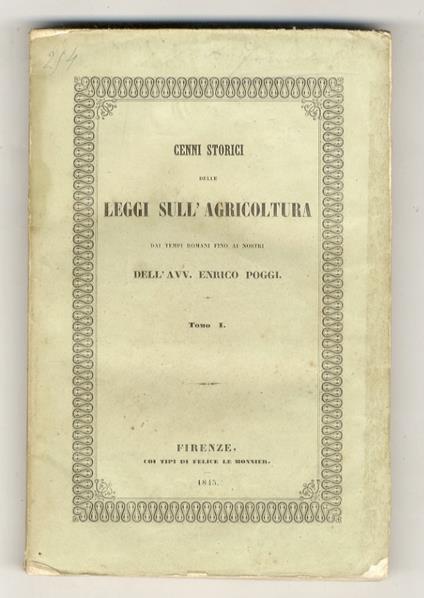 254
CENNI STORICI
DELLE
LEGGI SULL'AGRICOLTURA
DAI TEMPI ROMANI FINO AI NOSTRI
DELL'AVV. ENRICO POGGI.
Tomo I.
FIRENZE,
COI TIPI DI FELICE LE MONNIER.
1845.